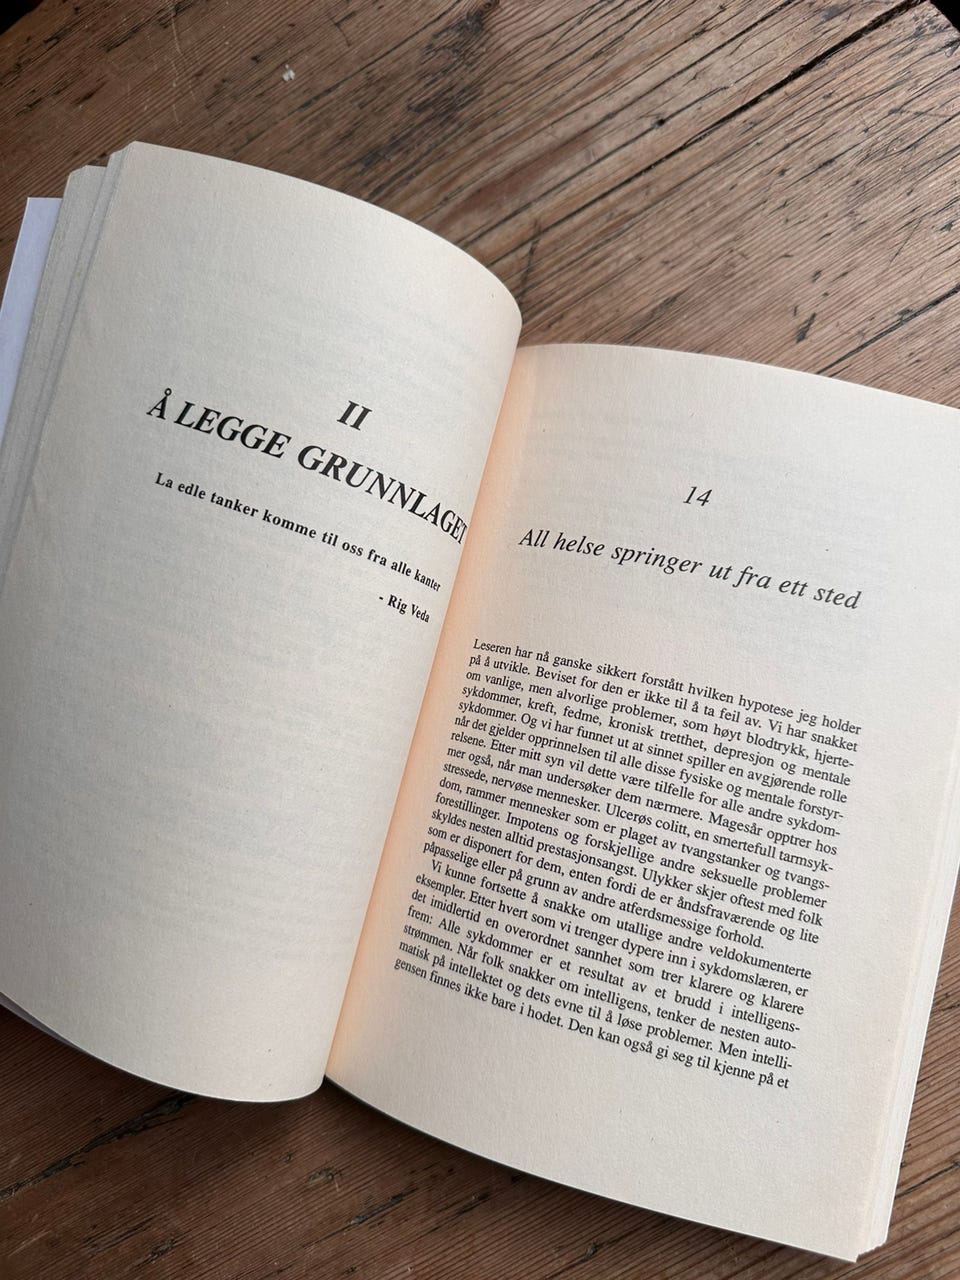 II
Å LEGGE GRUNNLAGET
La edle tanker komme til oss fra alle kanter
- Rig Veda
14
All helse springer ut fra ett sted
Leseren har nå ganske sikkert forstått hvilken hypotese jeg holder
på å utvikle. Beviset for den er ikke til å ta feil av. Vi har snakket
om vanlige, men alvorlige problemer, som høyt blodtrykk, hjerte-
sykdommer, kreft, fedme, kronisk tretthet, depresjon og mentale
sykdommer. Og vi har funnet ut at sinnet spiller en avgjørende rolle
når det gjelder opprinnelsen til alle disse fysiske og mentale forstyr-
relsene. Etter mitt syn vil dette være tilfelle for alle andre sykdom-
mer også, når man undersøker dem nærmere. Magesår opptrer hos
stressede, nervøse mennesker. Ulcerøs colitt, en smertefull tarmsyk-
dom, rammer mennesker som er plaget av tvangstanker og tvangs-
forestillinger. Impotens og forskjellige andre seksuelle problemer
skyldes nesten alltid prestasjonsangst. Ulykker skjer oftest med folk
som er disponert for dem, enten fordi de er åndsfraværende og lite
påpasselige eller på grunn av andre atferdsmessige forhold.
Vi kunne fortsette å snakke om utallige andre veldokumenterte
eksempler. Etter hvert som vi trenger dypere inn i sykdomslæren, er
det imidlertid en overordnet sannhet som trer klarere og klarere
frem: Alle sykdommer er et resultat av et brudd i intelligens-
strømmen. Når folk snakker om intelligens, tenker de nesten auto-
matisk på intellektet og dets evne til å løse problemer. Men intelli-
gensen finnes ikke bare i hodet. Den kan også gi seg til kjenne på et